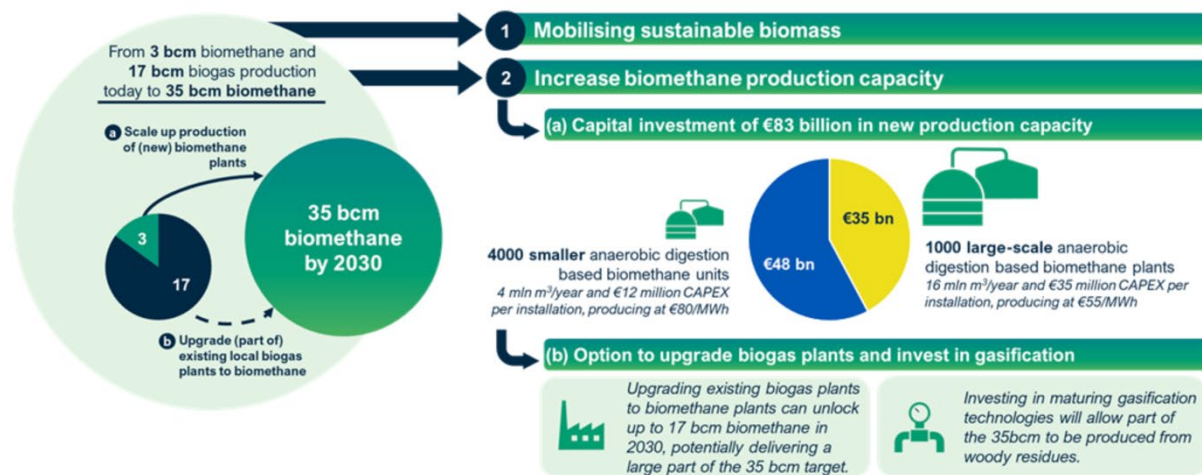 From 3 bcm biomethane and
17 bcm biogas production
today to 35 bcm biomethane
a Scale up production
of (new) biomethane
plants
3
17
35 bcm
biomethane
by 2030
b Upgrade (part of)
existing local biogas
plants to biomethane
1 Mobilising sustainable biomass
2 Increase biomethane production capacity
(a) Capital investment of €83 billion in new production capacity
4000 smaller anaerobic digestion
based biomethane units
4 mln m³/year and €12 million CAPEX
per installation, producing at €80/MWh
€48 bn
€35 bn
1000 large-scale anaerobic
digestion based biomethane plants
16 mln m³/year and €35 million CAPEX per
installation, producing at €55/MWh
(b) Option to upgrade biogas plants and invest in gasification
Upgrading existing biogas plants
to biomethane plants can unlock
up to 17 bcm biomethane in
2030, potentially delivering a
large part of the 35 bcm target.
Investing in maturing gasification
technologies will allow part of
the 35bcm to be produced from
woody residues.